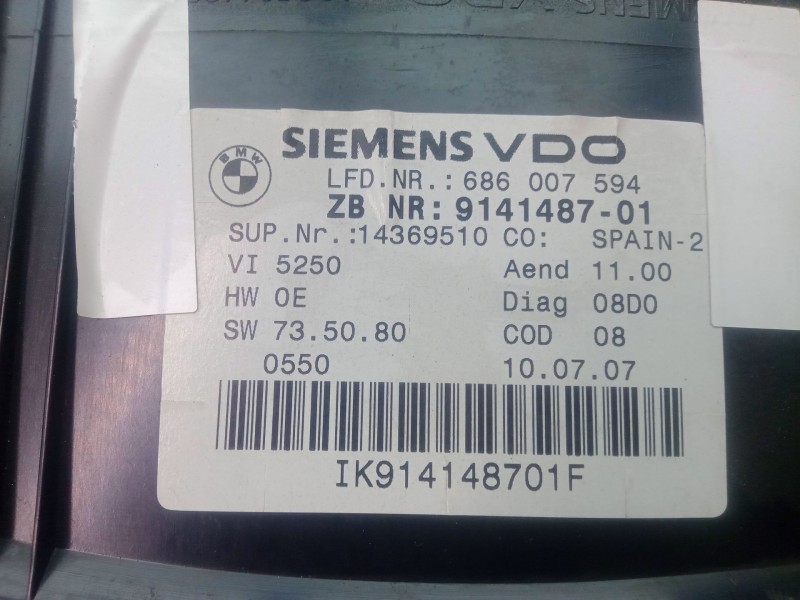 SIEMENS VDO
BMW
LFD.NR.: 686 007 594
ZB NR: 9141487-01
SUP.Nr.:14369510 CO: SPAIN-2
VI 5250 Aend 11.00
HW 0E Diag 08D0
SW 73.50.80 COD 08
0550 10.07.07
IK914148701F